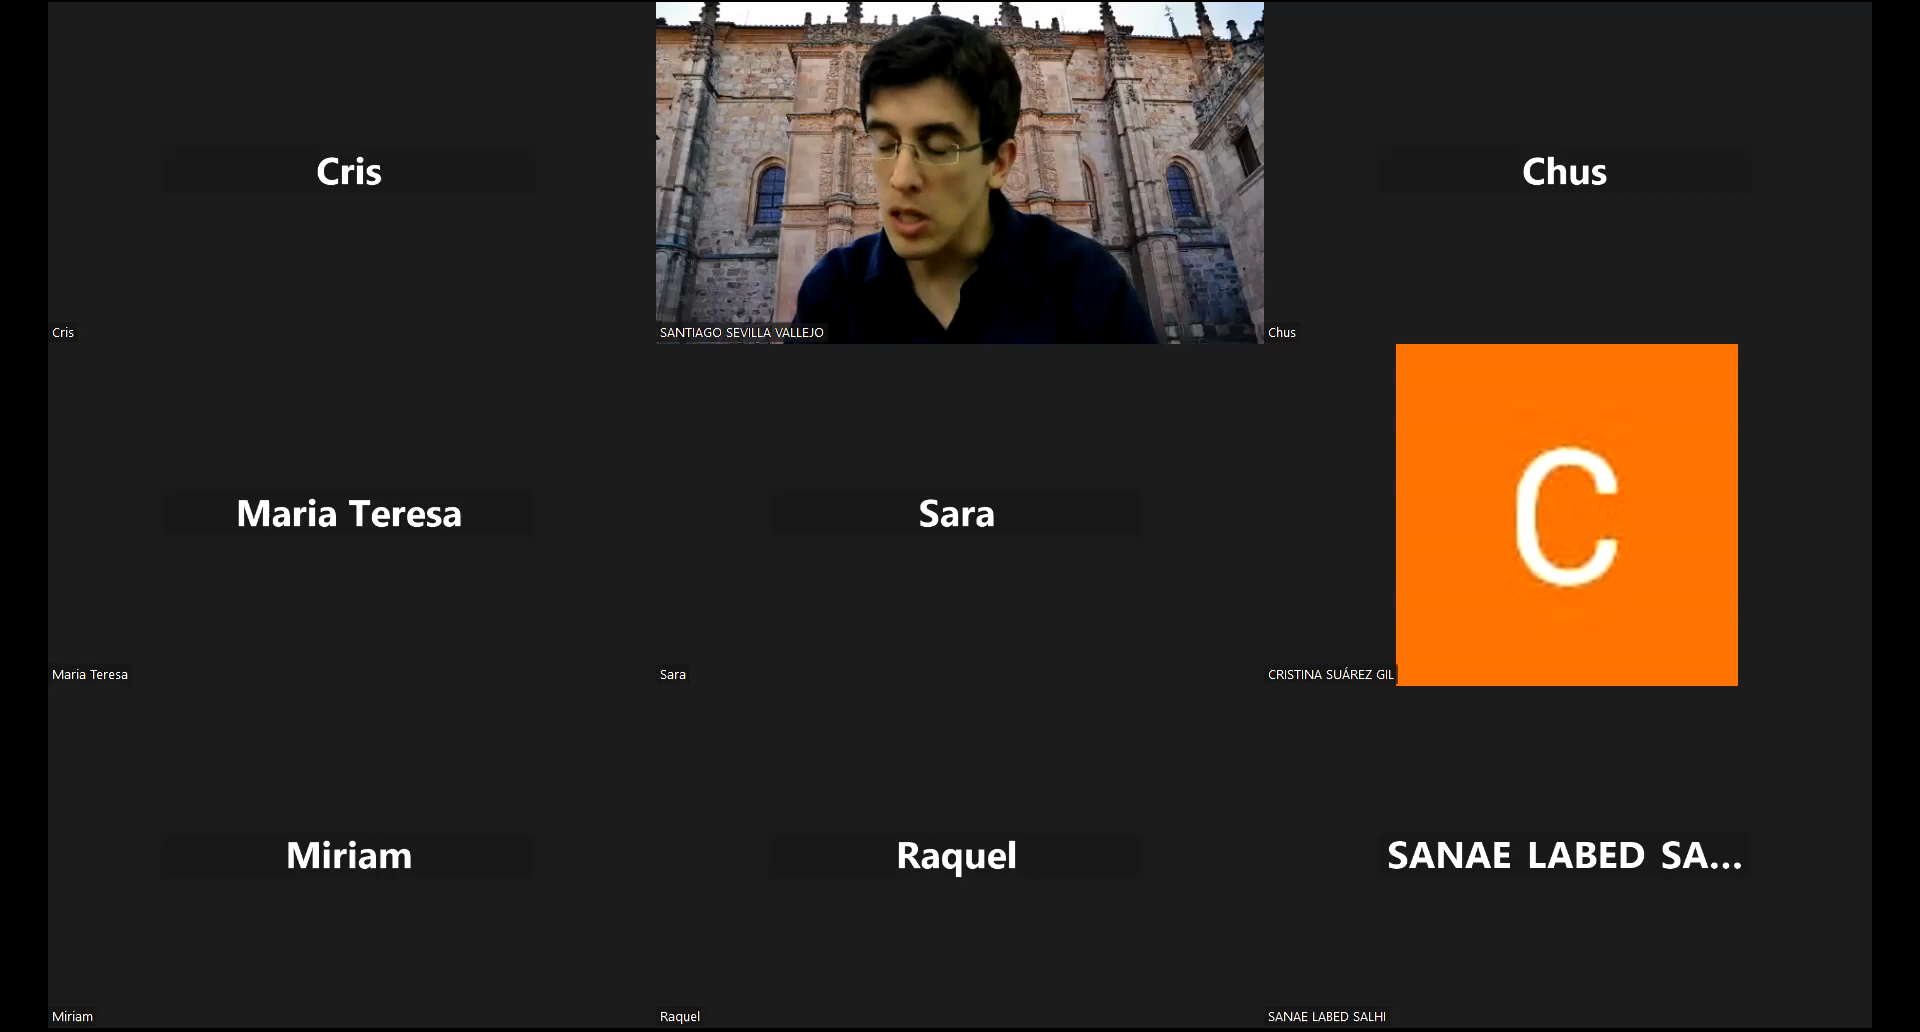 Cris
Chus
Cris
SANTIAGO SEVILLA VALLEJO
Chus
Maria Teresa
Sara
C
Maria Teresa
Sara
CRISTINA SUÁREZ GIL
Miriam
Raquel
SANAE LABED SA...
Miriam
Raquel
SANAE LABED SALHI